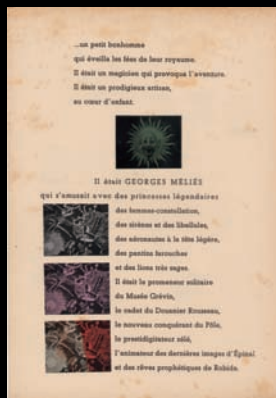 ...un petit bonhomme
qui éveilla les fées de leur royaume.
Il était un magicien qui provoqua l'aventure.
Il était un prodigieux artisan,
au cœur d'enfant.
Il était GEORGES MÉLIÈS
qui s'amusait avec des princesses légendaires
des femmes-constellation,
des sirènes et des libellules,
des aéronautes à la tête légère,
des pantins farouches
et des lions très sages.
Il était le promeneur solitaire
du Musée Grévin,
le cadet du Douanier Rousseau,
le nouveau conquérant du Pôle,
le prestidigitateur zélé,
l'animateur des dernières images d'Épinal
et des rêves prophétiques de Robida.